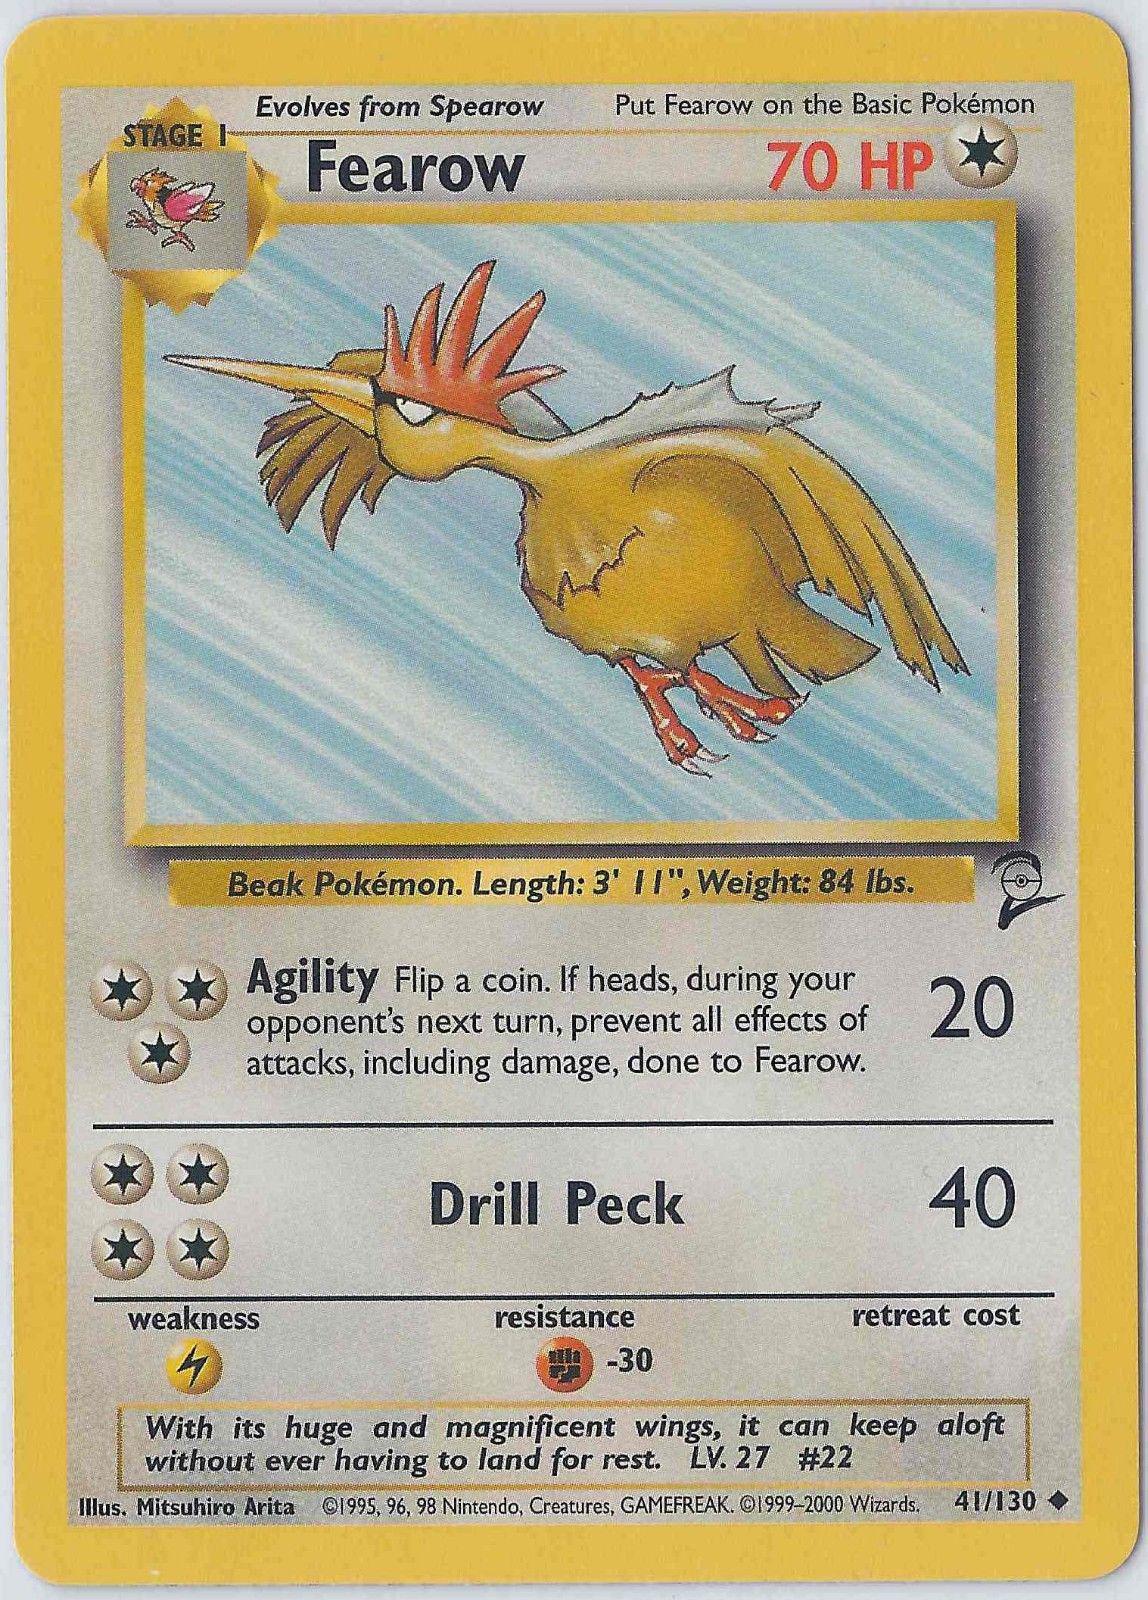 Evolves from Spearow Put Fearow on the Basic Pokémon
STAGE 1
Fearow 70 HP
Beak Pokémon. Length: 3' 11", Weight: 84 lbs.
Agility Flip a coin. If heads, during your
opponent's next turn, prevent all effects of
attacks, including damage, done to Fearow.
20
Drill Peck 40
weakness resistance retreat cost
-30
With its huge and magnificent wings, it can keep aloft
without ever having to land for rest. LV. 27 #22
Illus. Mitsuhiro Arita ©1995, 96, 98 Nintendo, Creatures, GAMEFREAK. ©1999–2000 Wizards. 41/130